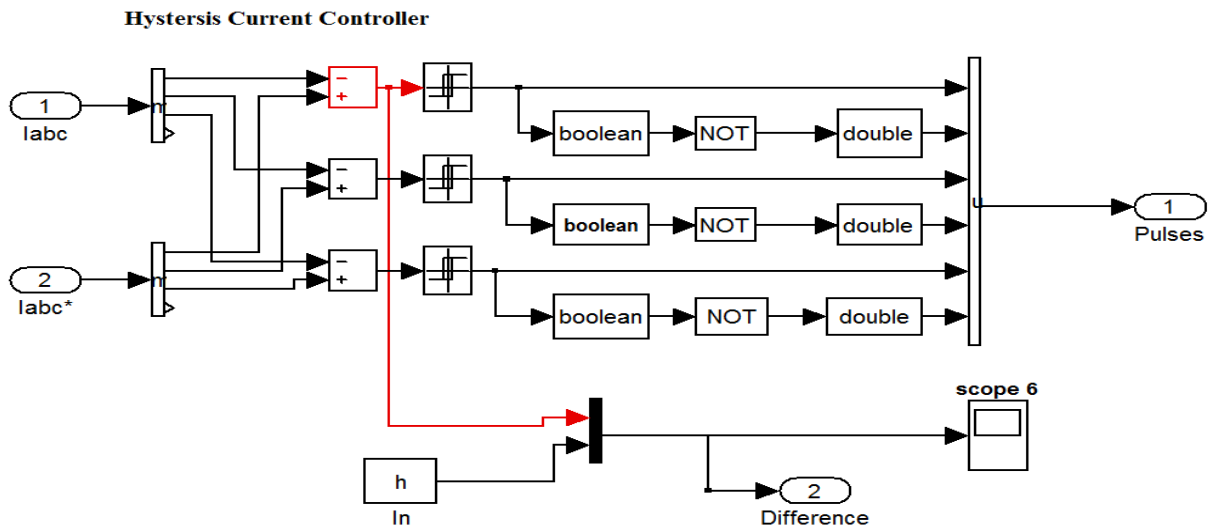 Hystersis Current Controller
1
Iabc
m
−
+
boolean
NOT
double
−
+
boolean
NOT
double
u
1
Pulses
2
Iabc*
m
−
+
boolean
NOT
double
scope 6
h
In
2
Difference